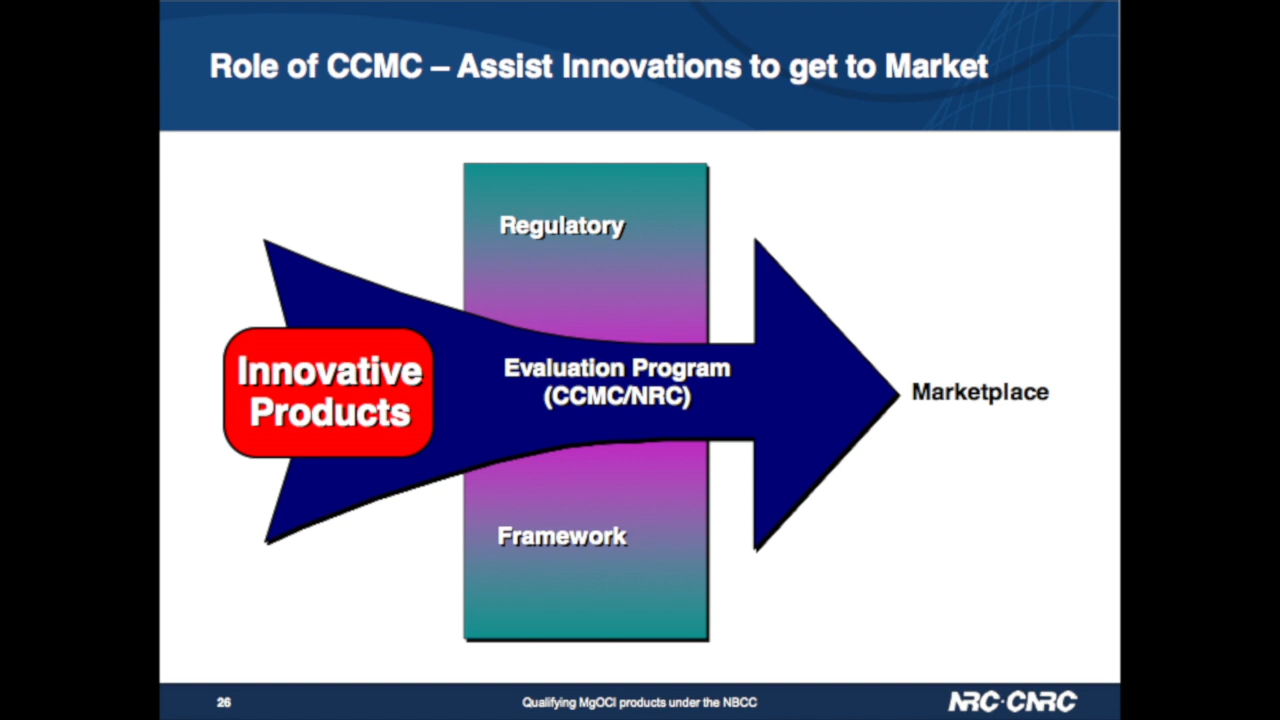 Role of CCMC – Assist Innovations to get to Market
Regulatory
Innovative
Products
Evaluation Program
(CCMC/NRC)
Marketplace
Framework
26
Qualifying MgOCl products under the NBCC
NRC·CNRC